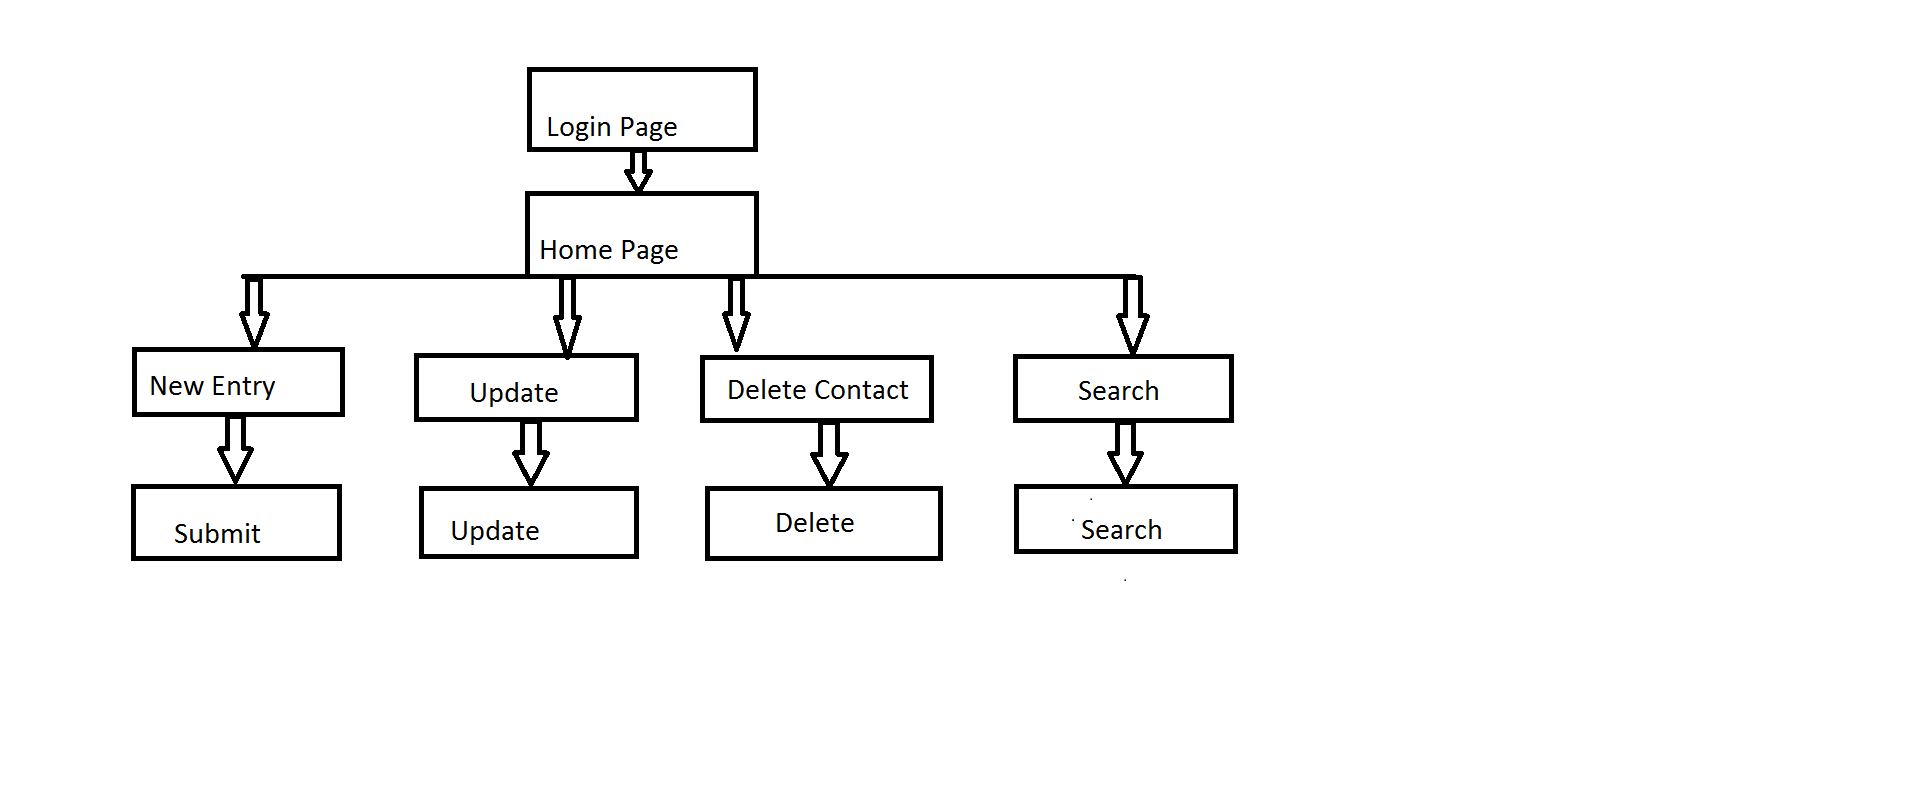 Login Page
Home Page
New Entry
Update
Delete Contact
Search
Submit
Update
Delete
Search